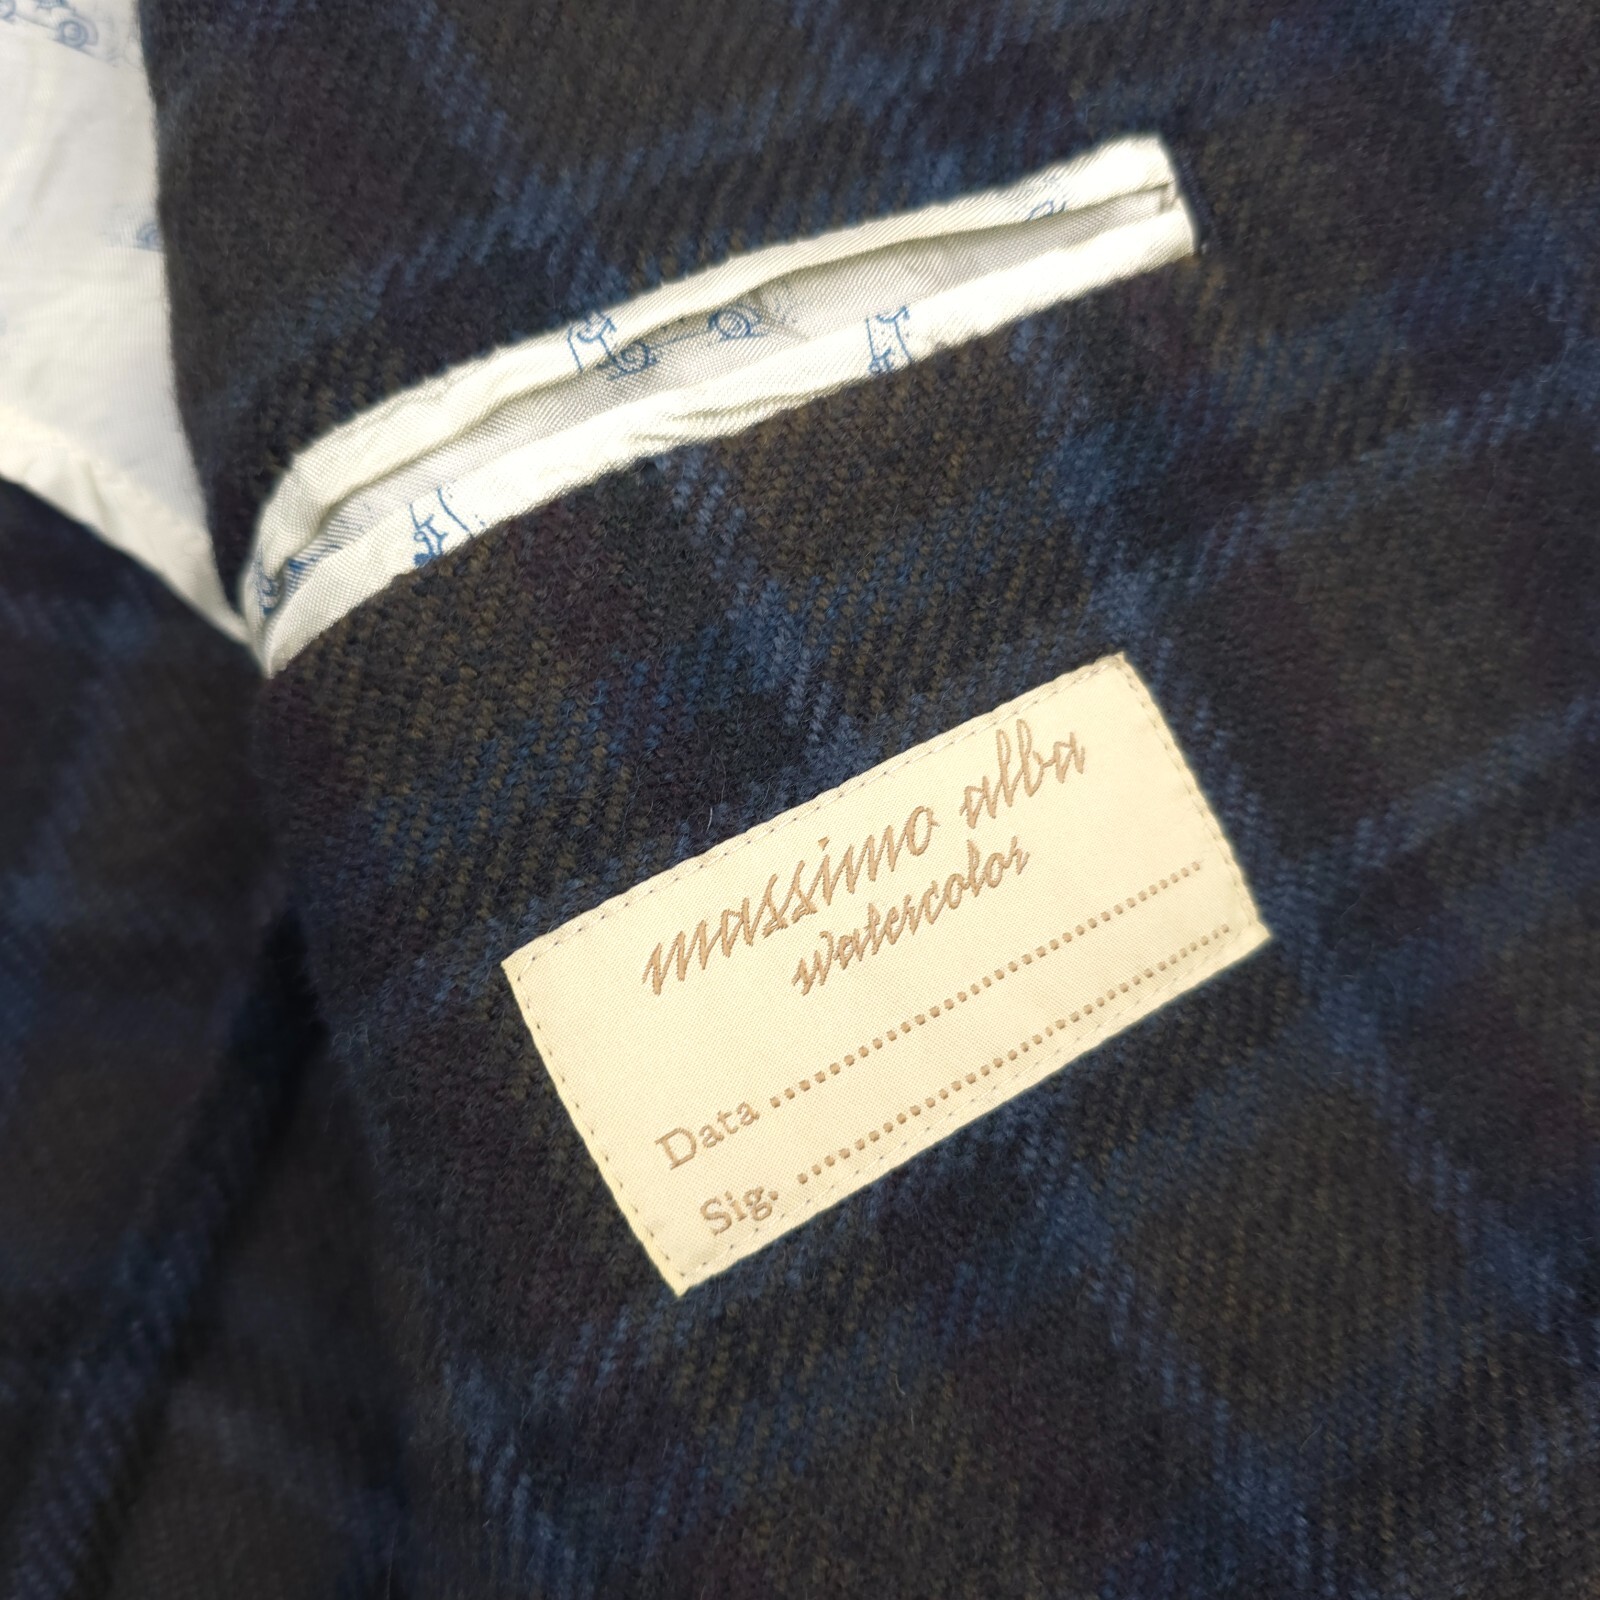 massimo alba
watercolor
Data ..............................
Sig. ..............................